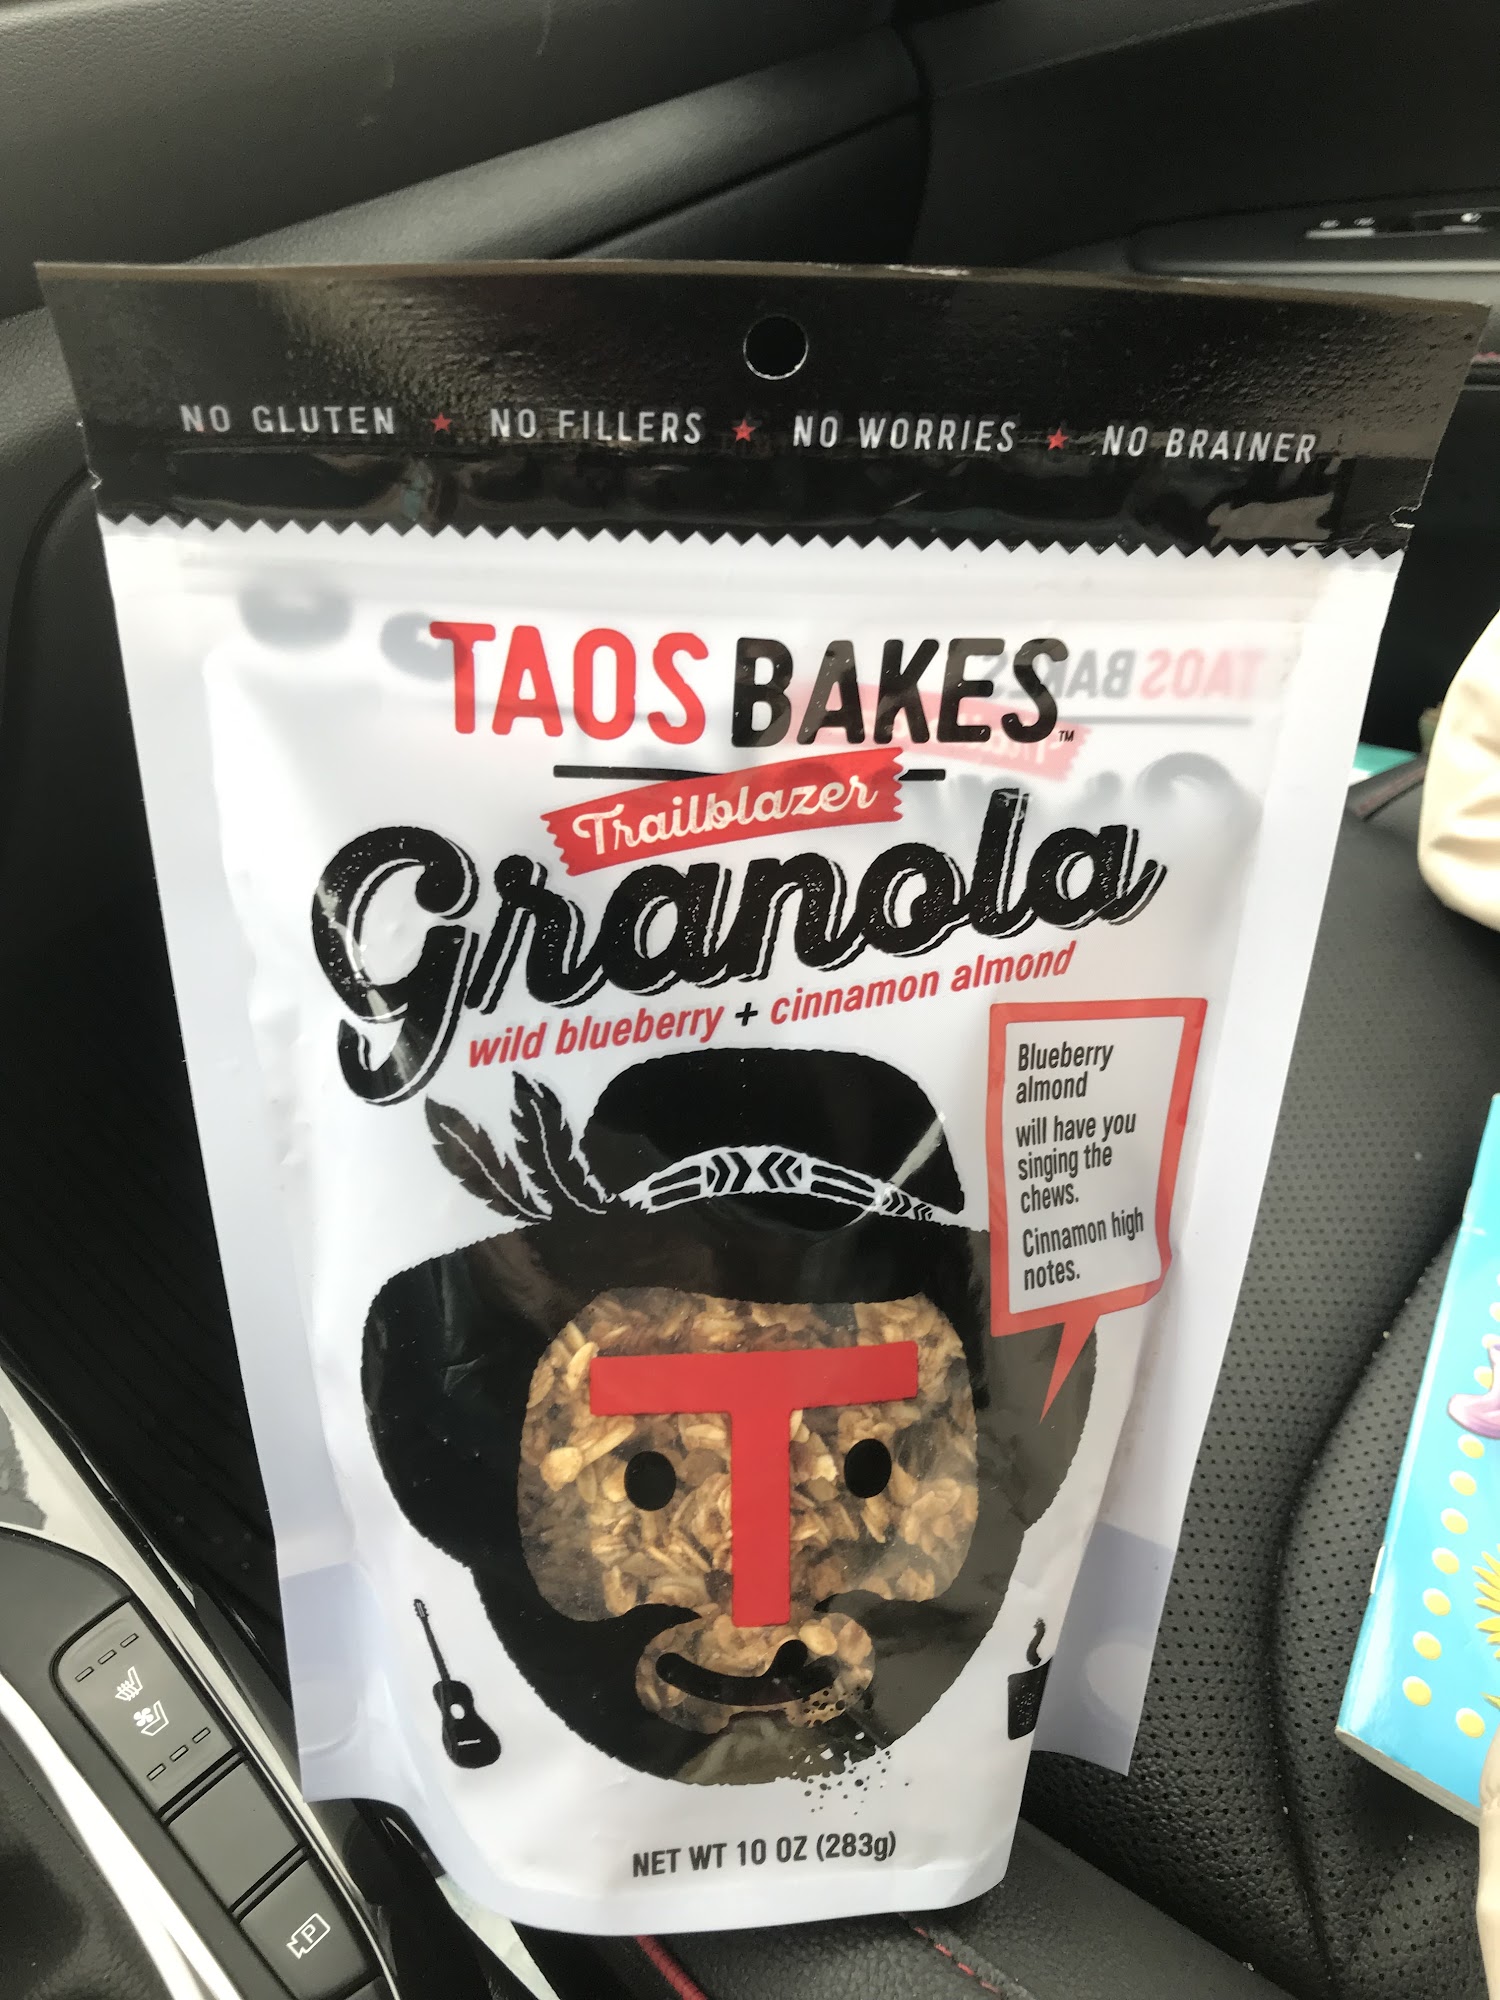 NO GLUTEN ★ NO FILLERS ★ NO WORRIES ★ NO BRAINER
TAOS BAKES™
Trailblazer
Granola
wild blueberry + cinnamon almond
Blueberry
almond
will have you
singing the
chews.
Cinnamon high
notes.
T
NET WT 10 OZ (283g)
P